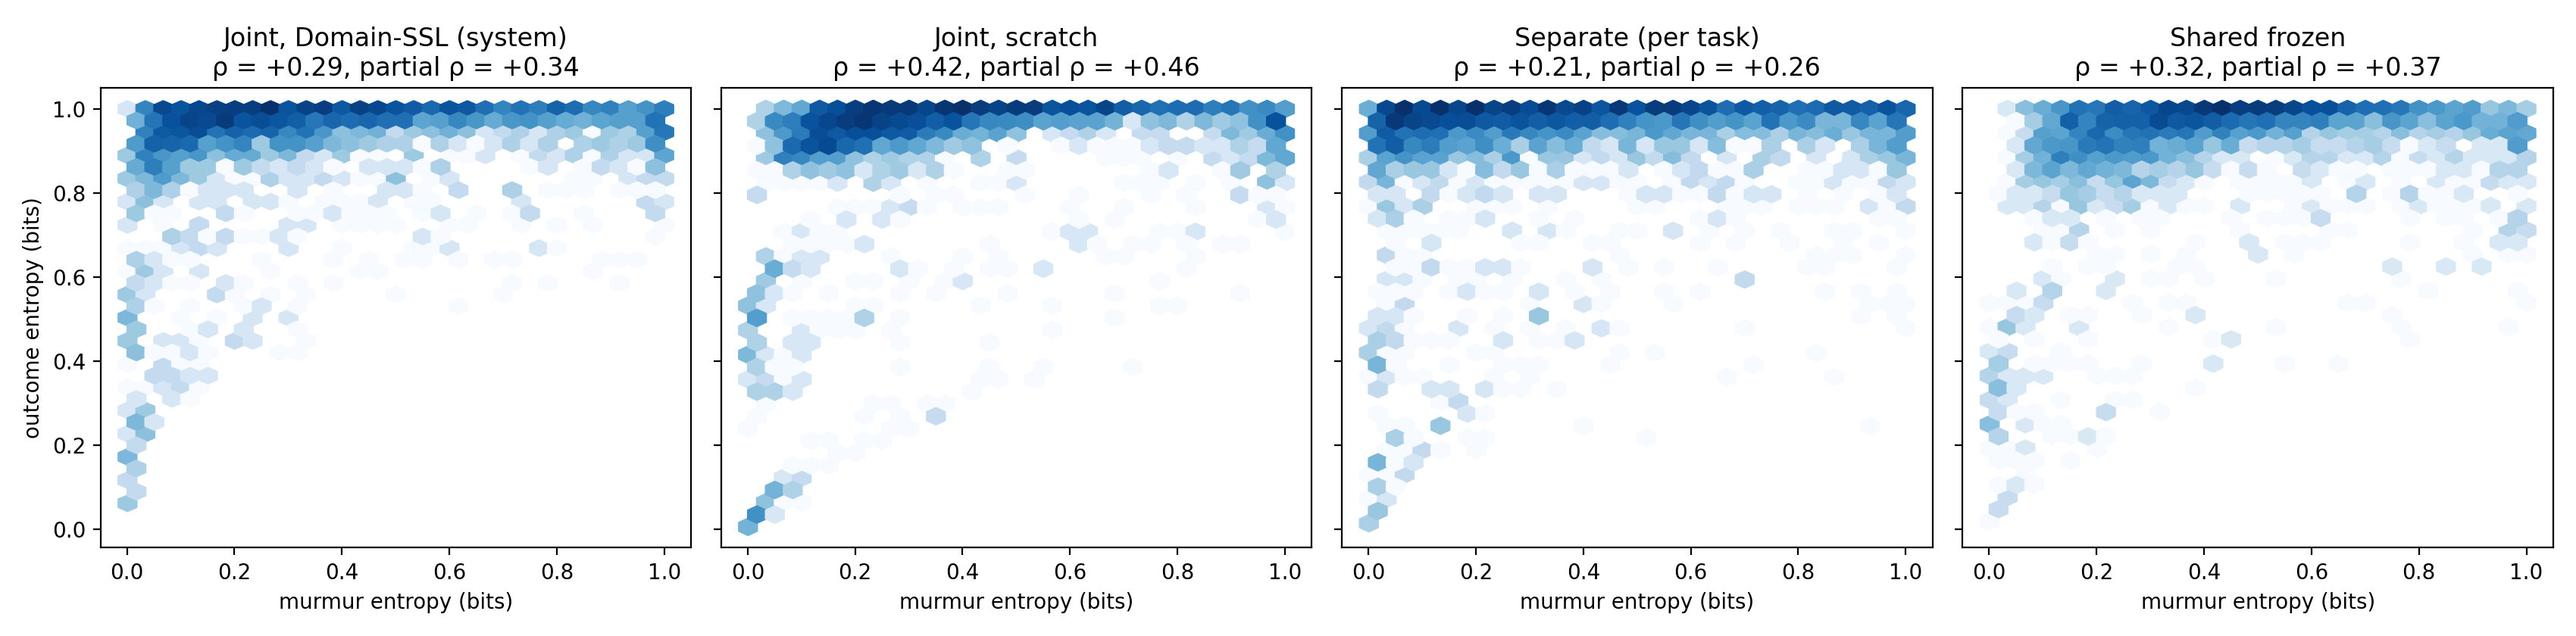 Joint, Domain-SSL (system)
ρ = +0.29, partial ρ = +0.34
Joint, scratch
ρ = +0.42, partial ρ = +0.46
Separate (per task)
ρ = +0.21, partial ρ = +0.26
Shared frozen
ρ = +0.32, partial ρ = +0.37
outcome entropy (bits)
1.0
0.8
0.6
0.4
0.2
0.0
0.0 0.2 0.4 0.6 0.8 1.0
murmur entropy (bits)
0.0 0.2 0.4 0.6 0.8 1.0
murmur entropy (bits)
0.0 0.2 0.4 0.6 0.8 1.0
murmur entropy (bits)
0.0 0.2 0.4 0.6 0.8 1.0
murmur entropy (bits)